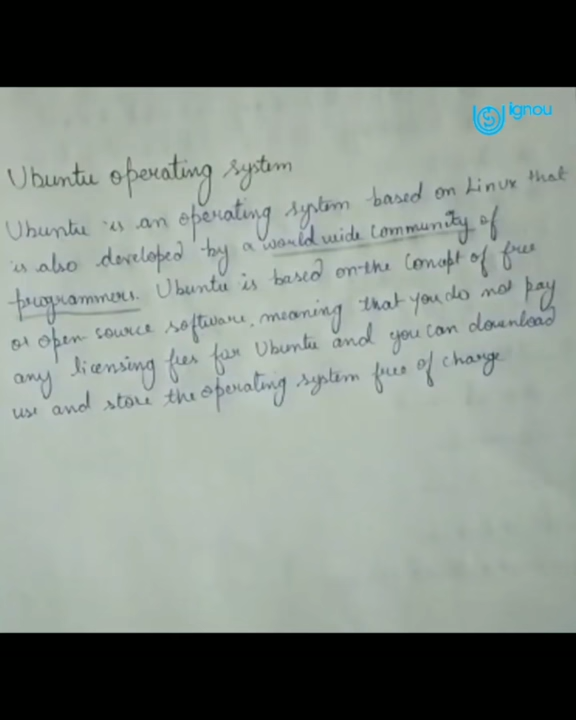 ignou
Ubuntu operating system
Ubuntu is an operating system based on Linux that
is also developed by a world wide community of
programmers. Ubuntu is based on the concept of free
or open source software, meaning that you do not pay
any licensing fees for Ubuntu and you can download
use and store the operating system free of charge